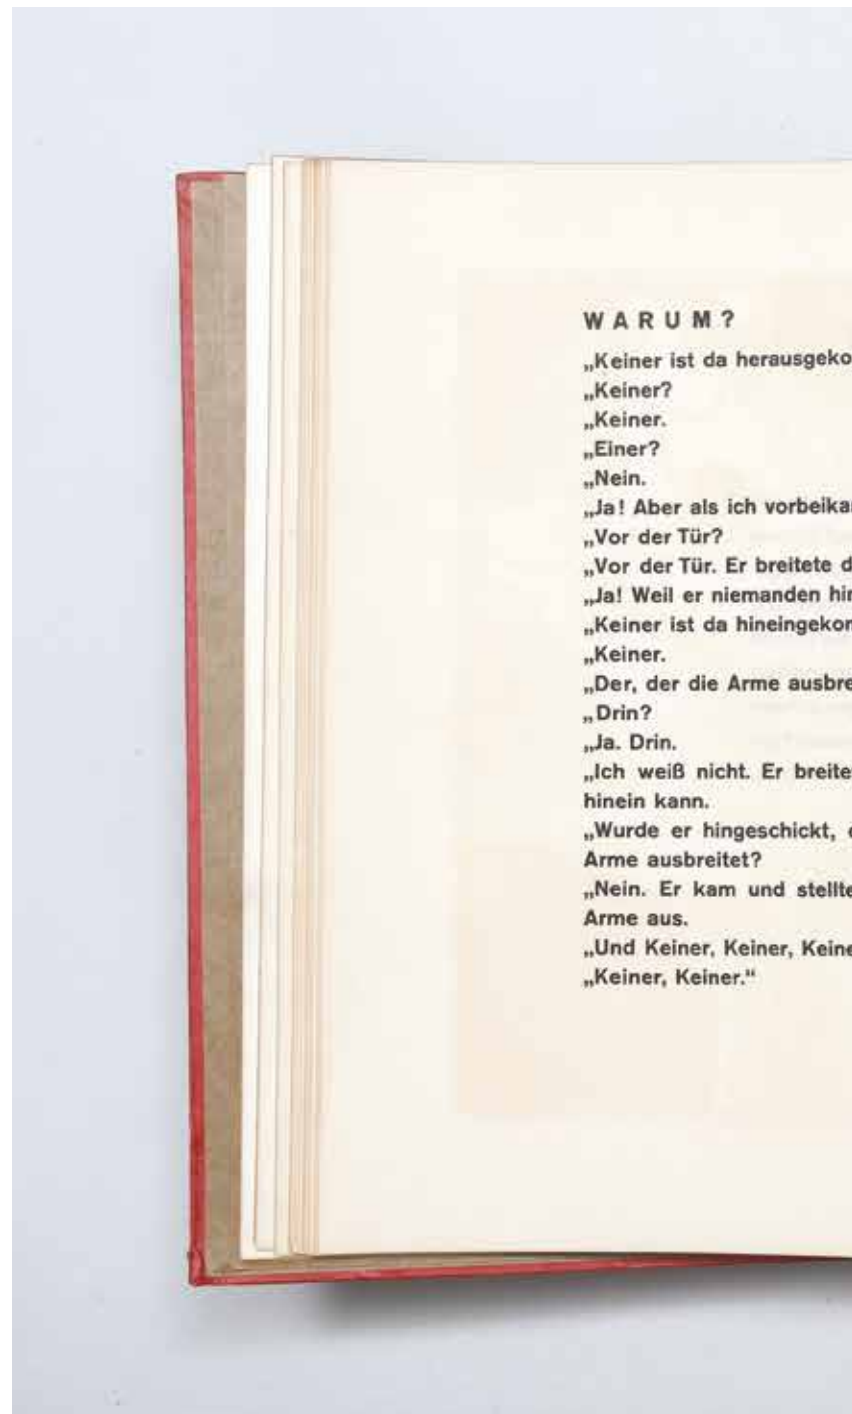 WARUM?
„Keiner ist da herausgeko
„Keiner?
„Keiner.
„Einer?
„Nein.
„Ja! Aber als ich vorbeika
„Vor der Tür?
„Vor der Tür. Er breitete d
„Ja! Weil er niemanden hin
„Keiner ist da hineingekom
„Keiner.
„Der, der die Arme ausbre
„Drin?
„Ja. Drin.
„Ich weiß nicht. Er breitet
hinein kann.
„Wurde er hingeschickt,
Arme ausbreitet?
„Nein. Er kam und stellte
Arme aus.
„Und Keiner, Keiner, Keine
„Keiner, Keiner.“